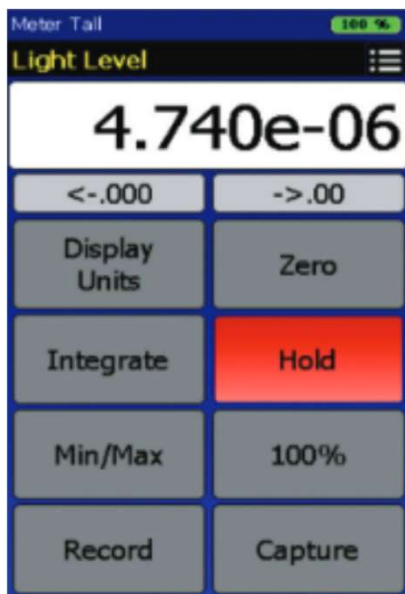 Meter Tall 100 %
Light Level
4.740e-06
<-.000 ->.00
Display
Units
Zero
Integrate Hold
Min/Max 100%
Record Capture